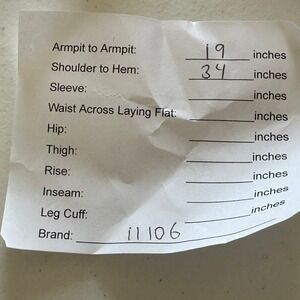 Armpit to Armpit: 19 inches
Shoulder to Hem: 34 inches
Sleeve: inches
Waist Across Laying Flat: inches
Hip: inches
Thigh: inches
Rise: inches
Inseam: inches
Leg Cuff: inches
Brand: 11106